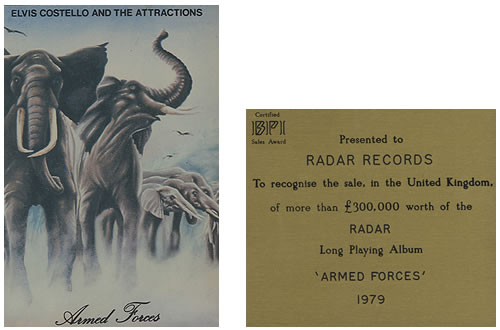 ELVIS COSTELLO AND THE ATTRACTIONS
Armed Forces
Certified
BPI
Sales Award
Presented to
RADAR RECORDS
To recognise the sale, in the United Kingdom,
of more than £300,000 worth of the
RADAR
Long Playing Album
'ARMED FORCES'
1979